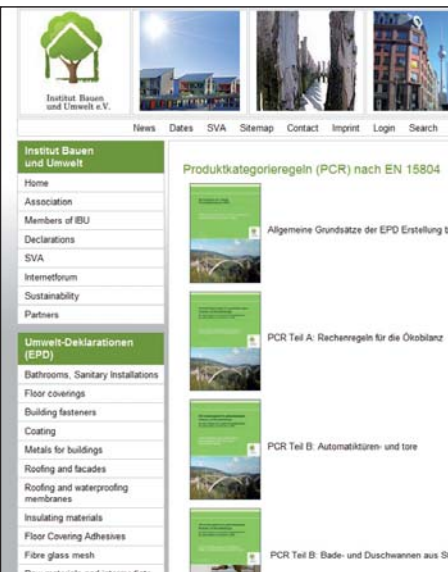 Institut Bauen
und Umwelt e.V.
News Dates SVA Sitemap Contact Imprint Login Search
Institut Bauen
und Umwelt
Home
Association
Members of IBU
Declarations
SVA
Internetforum
Sustainability
Partners
Umwelt-Deklarationen
(EPD)
Bathrooms, Sanitary Installations
Floor coverings
Building fasteners
Coating
Metals for buildings
Roofing and facades
Roofing and waterproofing
membranes
Insulating materials
Floor Covering Adhesives
Fibre glass mesh
Produktkategorieregeln (PCR) nach EN 15804
Allgemeine Grundsätze der EPD Erstellung
PCR Teil A: Rechenregeln für die Ökobilanz
PCR Teil B: Automatiktüren- und tore
PCR Teil B: Bade- und Duschwannen aus